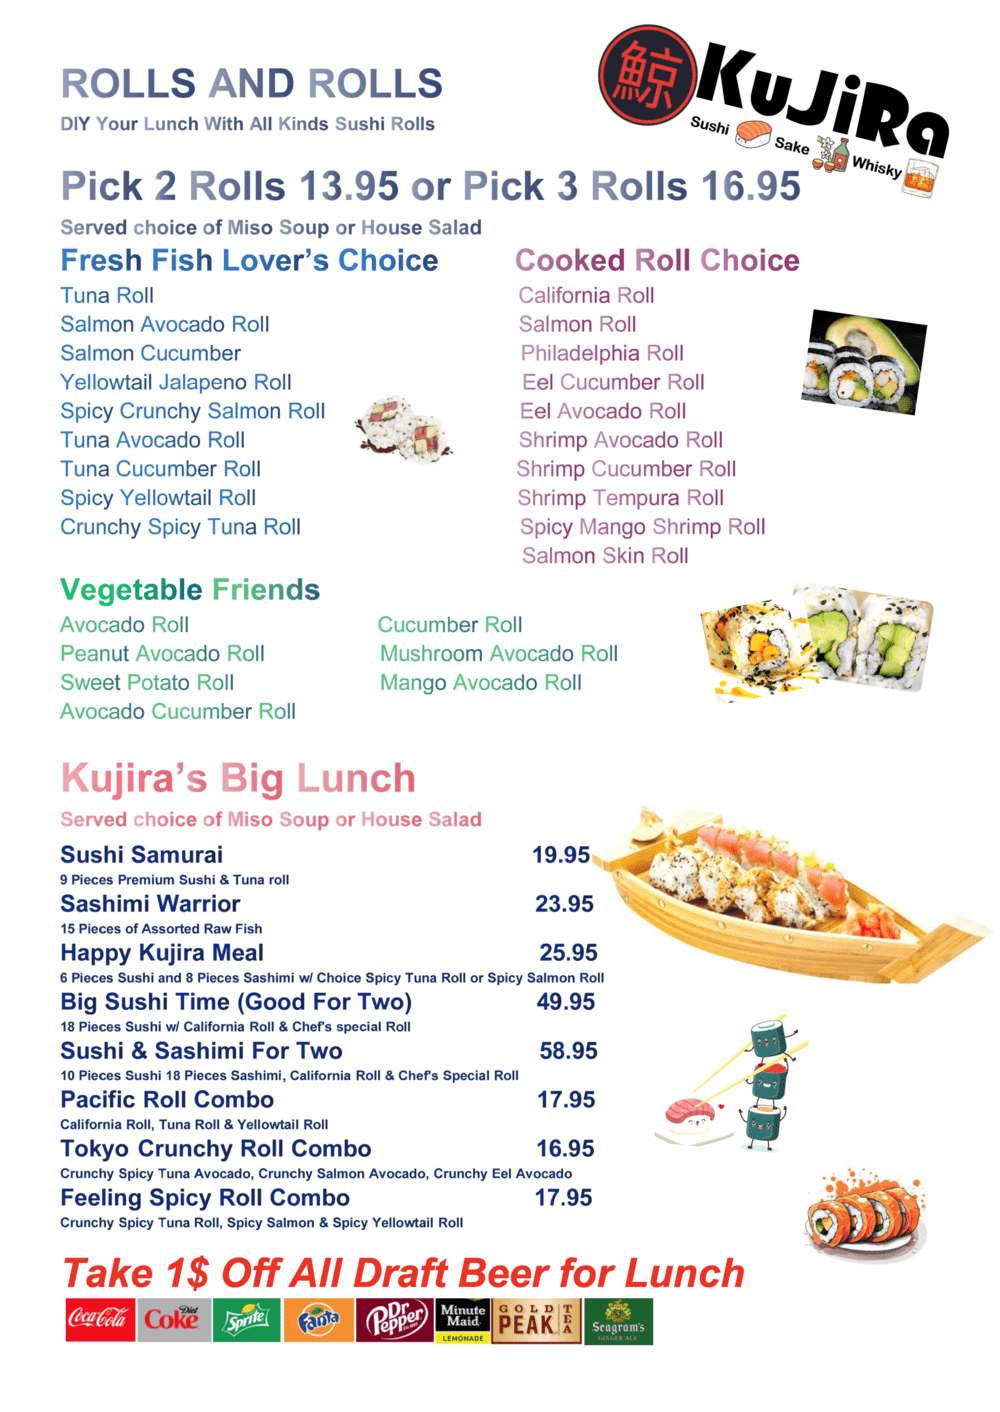 鯨
KuJiRa
Sushi
Sake
Whisky
ROLLS AND ROLLS
DIY Your Lunch With All Kinds Sushi Rolls
Pick 2 Rolls 13.95 or Pick 3 Rolls 16.95
Served choice of Miso Soup or House Salad
Fresh Fish Lover's Choice
Tuna Roll
Salmon Avocado Roll
Salmon Cucumber
Yellowtail Jalapeno Roll
Spicy Crunchy Salmon Roll
Tuna Avocado Roll
Tuna Cucumber Roll
Spicy Yellowtail Roll
Crunchy Spicy Tuna Roll
Cooked Roll Choice
California Roll
Salmon Roll
Philadelphia Roll
Eel Cucumber Roll
Eel Avocado Roll
Shrimp Avocado Roll
Shrimp Cucumber Roll
Shrimp Tempura Roll
Spicy Mango Shrimp Roll
Salmon Skin Roll
Vegetable Friends
Avocado Roll
Peanut Avocado Roll
Sweet Potato Roll
Avocado Cucumber Roll
Cucumber Roll
Mushroom Avocado Roll
Mango Avocado Roll
Kujira's Big Lunch
Served choice of Miso Soup or House Salad
Sushi Samurai 19.95
9 Pieces Premium Sushi & Tuna roll
Sashimi Warrior 23.95
15 Pieces of Assorted Raw Fish
Happy Kujira Meal 25.95
6 Pieces Sushi and 8 Pieces Sashimi w/ Choice Spicy Tuna Roll or Spicy Salmon Roll
Big Sushi Time (Good For Two) 49.95
18 Pieces Sushi w/ California Roll & Chef's special Roll
Sushi & Sashimi For Two 58.95
10 Pieces Sushi 18 Pieces Sashimi, California Roll & Chef's Special Roll
Pacific Roll Combo 17.95
California Roll, Tuna Roll & Yellowtail Roll
Tokyo Crunchy Roll Combo 16.95
Crunchy Spicy Tuna Avocado, Crunchy Salmon Avocado, Crunchy Eel Avocado
Feeling Spicy Roll Combo 17.95
Crunchy Spicy Tuna Roll, Spicy Salmon & Spicy Yellowtail Roll
Take 1$ Off All Draft Beer for Lunch
Coca-Cola
Diet
Coke
Sprite
Fanta
Dr Pepper
Minute
Maid
LEMONADE
GOLD
PEAK
TEA
Seagram's
GINGER ALE